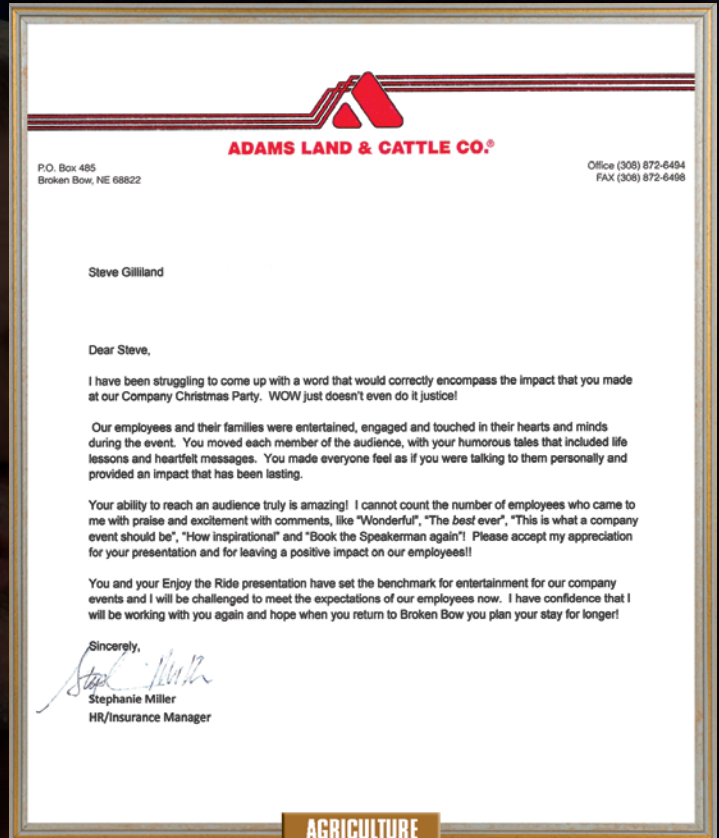 ADAMS LAND & CATTLE CO.®
P.O. Box 485
Broken Bow, NE 68822
Office (308) 872-6494
FAX (308) 872-6498
Steve Gilliland
Dear Steve,
I have been struggling to come up with a word that would correctly encompass the impact that you made
at our Company Christmas Party. WOW just doesn't even do it justice!
Our employees and their families were entertained, engaged and touched in their hearts and minds
during the event. You moved each member of the audience, with your humorous tales that included life
lessons and heartfelt messages. You made everyone feel as if you were talking to them personally and
provided an impact that has been lasting.
Your ability to reach an audience truly is amazing! I cannot count the number of employees who came to
me with praise and excitement with comments, like "Wonderful", "The best ever", "This is what a company
event should be", "How inspirational" and "Book the Speakerman again"! Please accept my appreciation
for your presentation and for leaving a positive impact on our employees!!
You and your Enjoy the Ride presentation have set the benchmark for entertainment for our company
events and I will be challenged to meet the expectations of our employees now. I have confidence that I
will be working with you again and hope when you return to Broken Bow you plan your stay for longer!
Sincerely,
Stephanie Miller
HR/Insurance Manager
AGRICULTURE